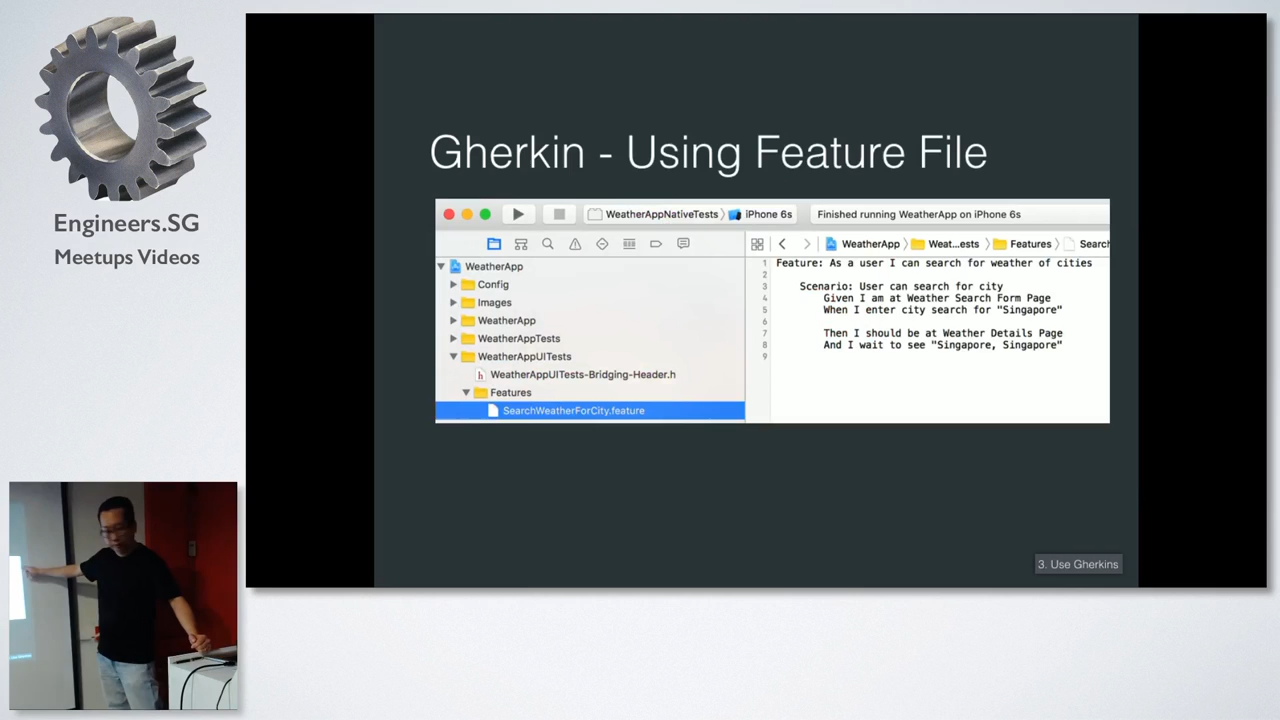 Engineers.SG
Meetups Videos
Gherkin - Using Feature File
WeatherAppNativeTests
iPhone 6s
Finished running WeatherApp on iPhone 6s
WeatherApp
Weat...ests
Features
Search
WeatherApp
Config
Images
WeatherApp
WeatherAppTests
WeatherAppUITests
h WeatherAppUITests-Bridging-Header.h
Features
SearchWeatherForCity.feature
1 Feature: As a user I can search for weather of cities
2
3 Scenario: User can search for city
4 Given I am at Weather Search Form Page
5 When I enter city search for "Singapore"
6
7 Then I should be at Weather Details Page
8 And I wait to see "Singapore, Singapore"
9
3. Use Gherkins